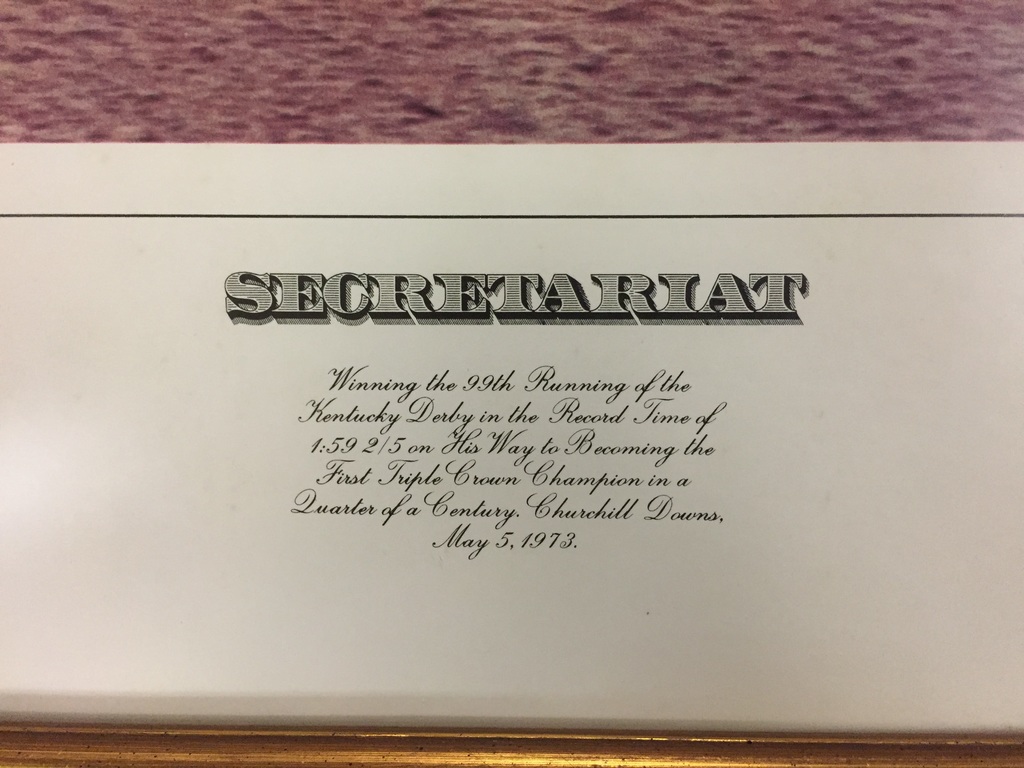 SECRETARIAT
Winning the 99th Running of the
Kentucky Derby in the Record Time of
1:59 2/5 on His Way to Becoming the
First Triple Crown Champion in a
Quarter of a Century. Churchill Downs,
May 5, 1973.